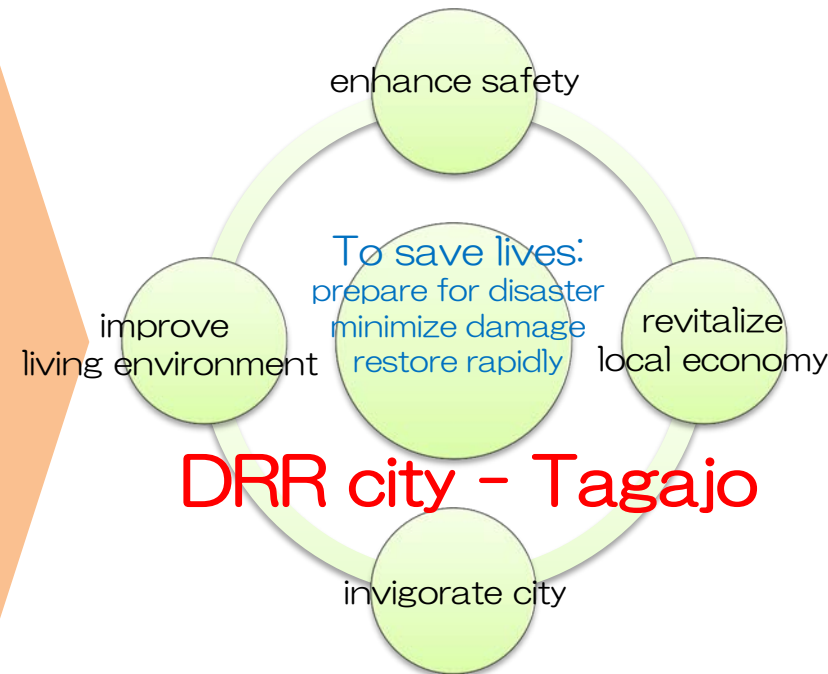 enhance safety
To save lives:
prepare for disaster
minimize damage
restore rapidly
improve
living environment
revitalize
local economy
DRR city - Tagajo
invigorate city